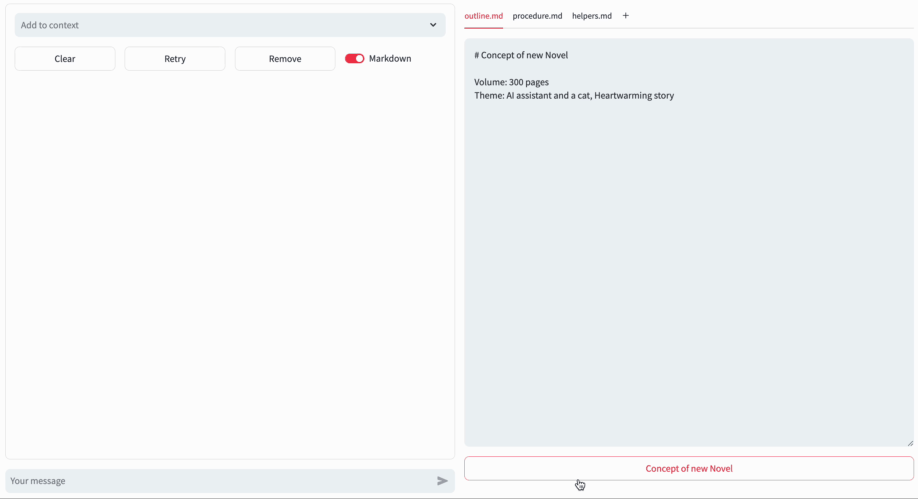 Add to context
Clear
Retry
Remove
Markdown
Your message
outline.md procedure.md helpers.md +
# Concept of new Novel
Volume: 300 pages
Theme: AI assistant and a cat, Heartwarming story
Concept of new Novel